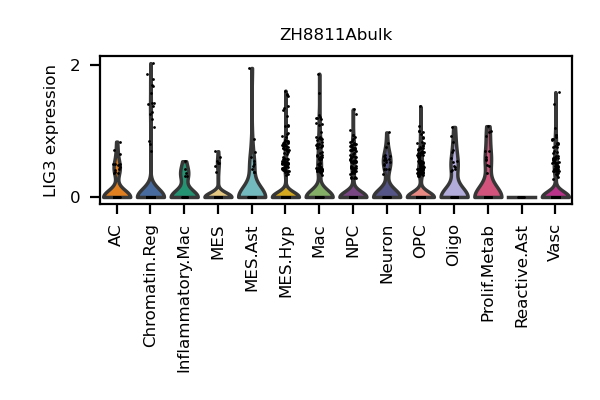 ZH8811Abulk
LIG3 expression
2
0
AC
Chromatin.Reg
Inflammatory.Mac
MES
MES.Ast
MES.Hyp
Mac
NPC
Neuron
OPC
Oligo
Prolif.Metab
Reactive.Ast
Vasc